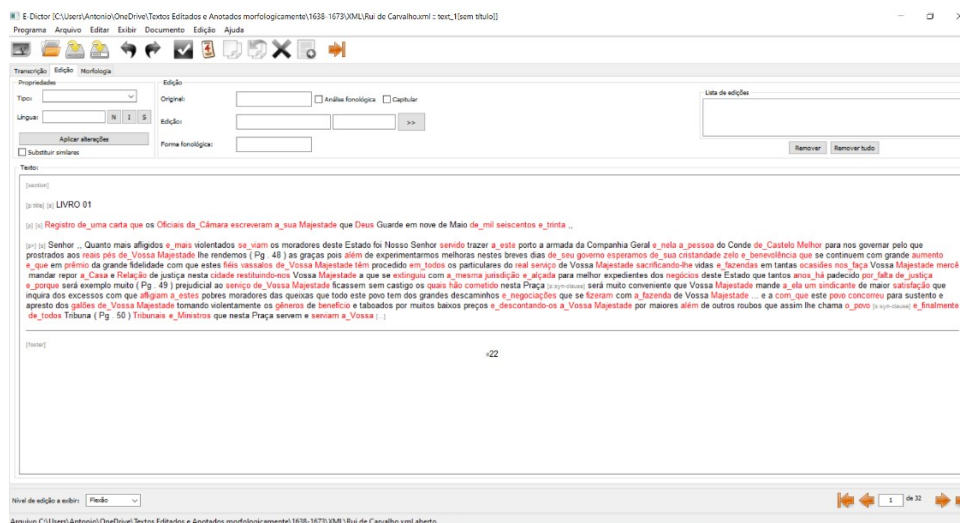 E-Dictor [C:\Users\Antonio\OneDrive\Textos Editados e Anotados morfologicamente\1638-1673\XML\Rui de Carvalho.xml :: text_1[sem título]]
Programa Arquivo Editar Exibir Documento Edição Ajuda
Transcrição Edição Morfologia
Propriedades
Tipo:
Língua: N I S
Aplicar alterações
Substituir similares
Edição
Original: Análise fonológica Capitular
Edição: >>
Forma fonológica:
Lista de edições
Remover Remover tudo
Texto:
[section]
[p title] [s] LIVRO 01
[p] [s] Registro de_uma carta que os Oficiais da_Câmara escreveram a_sua Majestade que Deus Guarde em nove de Maio de_mil seiscentos e_trinta ,,
[p>] [s] Senhor ,, Quanto mais afligidos e_mais violentados se_viam os moradores deste Estado foi Nosso Senhor servido trazer a_este porto a armada da Companhia Geral e_nela a_pessoa do Conde de_Castelo Melhor para nos governar pelo que
prostrados aos reais pés de_Vossa Majestade lhe rendemos ( Pg . 48 ) as graças pois além de experimentarmos melhoras nestes breves dias de_seu governo esperamos de_sua cristandade zelo e_benevolência que se continuem com grande aumento
e_que em prêmio da grande fidelidade com que estes fiéis vassalos de_Vossa Majestade têm procedido em_todos os particulares do real serviço de Vossa Majestade sacrificando-lhe vidas e_fazendas em tantas ocasiões nos_faça Vossa Majestade mercê
mandar repor a_Casa e Relação de justiça nesta cidade restituindo-nos Vossa Majestade a que se extinguiu com a_mesma jurisdição e_alçada para melhor expedientes dos negócios deste Estado que tantos anos_há padecido por_falta de_justiça
e_porque será exemplo muito ( Pg . 49 ) prejudicial ao serviço de_Vossa Majestade ficassem sem castigo os quais hão cometido nesta Praça [s:syn-clause] será muito conveniente que Vossa Majestade mande a_ela um sindicante de maior satisfação que
inquira dos excessos com que afligiam a_estes pobres moradores das queixas que todo este povo tem dos grandes descaminhos e_negociações que se fizeram com a_fazenda de Vossa Majestade ... e a com_que este povo concorreu para sustento e
apresto dos galões de_Vossa Majestade tomando violentamente os gêneros de benefício e taboados por muitos baixos preços e_descontando-os a_Vossa Majestade por maiores além de outros roubos que assim lhe chama o_povo [s:syn-clause] e_finalmente
de_todos Tribuna ( Pg . 50 ) Tribunais e_Ministros que nesta Praça servem e serviam a_Vossa [...]
[footer]
22
Nível de edição a exibir: Flexão
1 de 32
Arquivo C:\Users\Antonio\OneDrive\Textos Editados e Anotados morfologicamente\1638-1673\XML\Rui de Carvalho.xml aberto